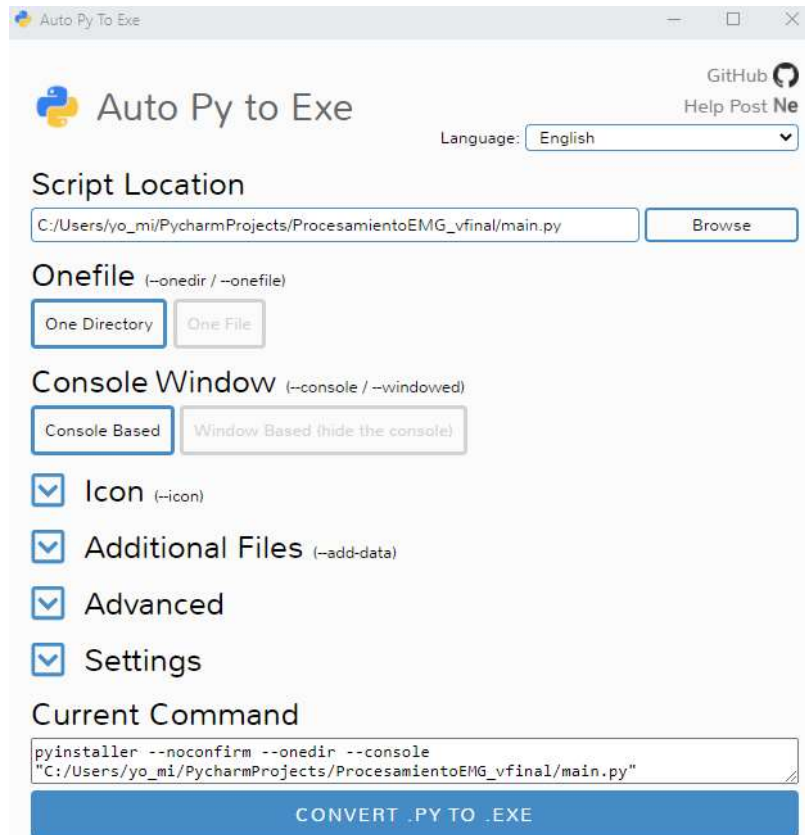 Auto Py To Exe
GitHub
Auto Py to Exe
Help Post Ne
Language: English
Script Location
C:/Users/yo_mi/PycharmProjects/ProcesamientoEMG_vfinal/main.py Browse
Onefile (--onedir / --onefile)
One Directory One File
Console Window (--console / --windowed)
Console Based Window Based (hide the console)
Icon (--icon)
Additional Files (--add-data)
Advanced
Settings
Current Command
pyinstaller --noconfirm --onedir --console
"C:/Users/yo_mi/PycharmProjects/ProcesamientoEMG_vfinal/main.py"
CONVERT .PY TO .EXE